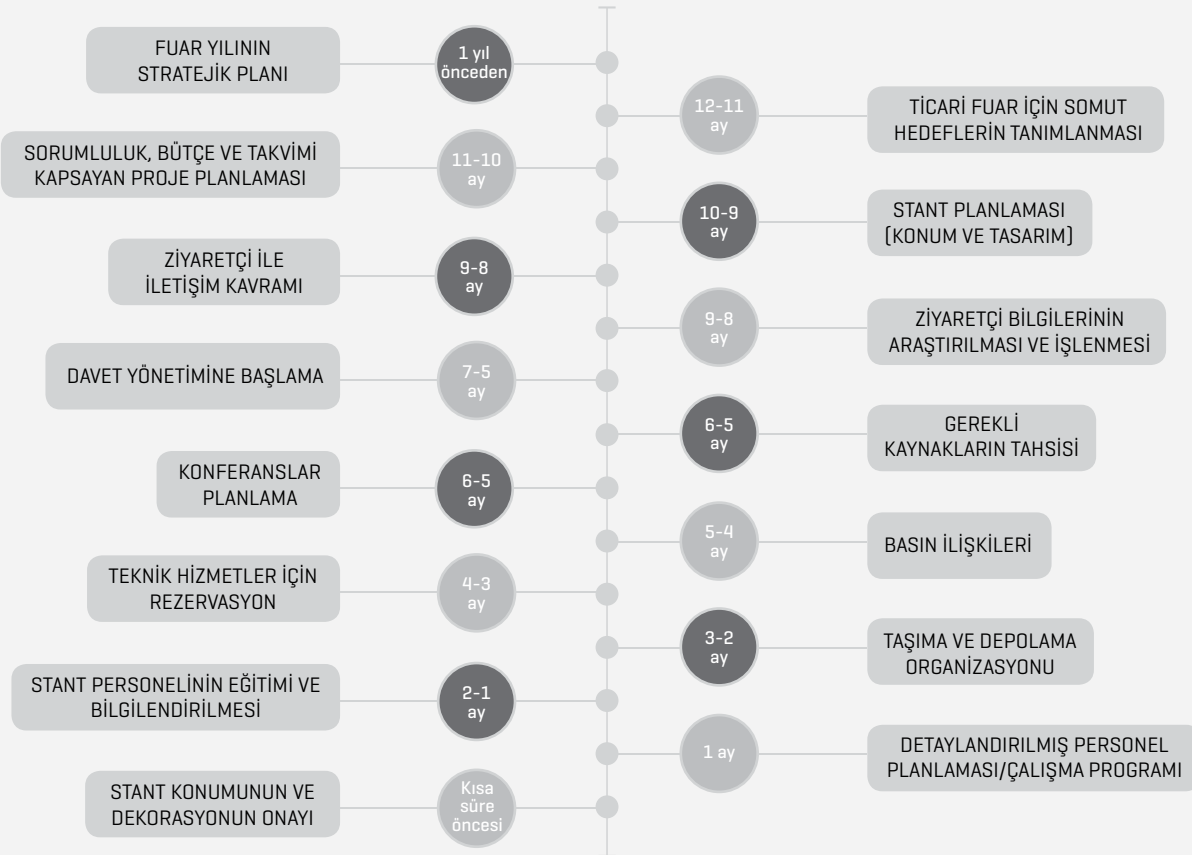 FUAR YILININ
STRATEJİK PLANI
1 yıl
önceden
12-11
ay
TİCARİ FUAR İÇİN SOMUT
HEDEFLERİN TANIMLANMASI
SORUMLULUK, BÜTÇE VE TAKVİMİ
KAPSAYAN PROJE PLANLAMASI
11-10
ay
10-9
ay
STANT PLANLAMASI
(KONUM VE TASARIM)
ZİYARETÇİ İLE
İLETİŞİM KAVRAMI
9-8
ay
9-8
ay
ZİYARETÇİ BİLGİLERİNİN
ARAŞTIRILMASI VE İŞLENMESİ
DAVET YÖNETİMİNE BAŞLAMA
7-5
ay
6-5
ay
GEREKLİ
KAYNAKLARIN TAHSİSİ
KONFERANSLAR
PLANLAMA
6-5
ay
5-4
ay
BASIN İLİŞKİLERİ
TEKNİK HİZMETLER İÇİN
REZERVASYON
4-3
ay
3-2
ay
TAŞIMA VE DEPOLAMA
ORGANIZASYONU
STANT PERSONELİNİN EĞİTİMİ VE
BİLGİLENDİRİLMESİ
2-1
ay
1 ay
DETAYLANDIRILMIŞ PERSONEL
PLANLAMASI/ÇALIŞMA PROGRAMI
STANT KONUMUNUN VE
DEKORASYONUN ONAYI
Kısa
süre
öncesi